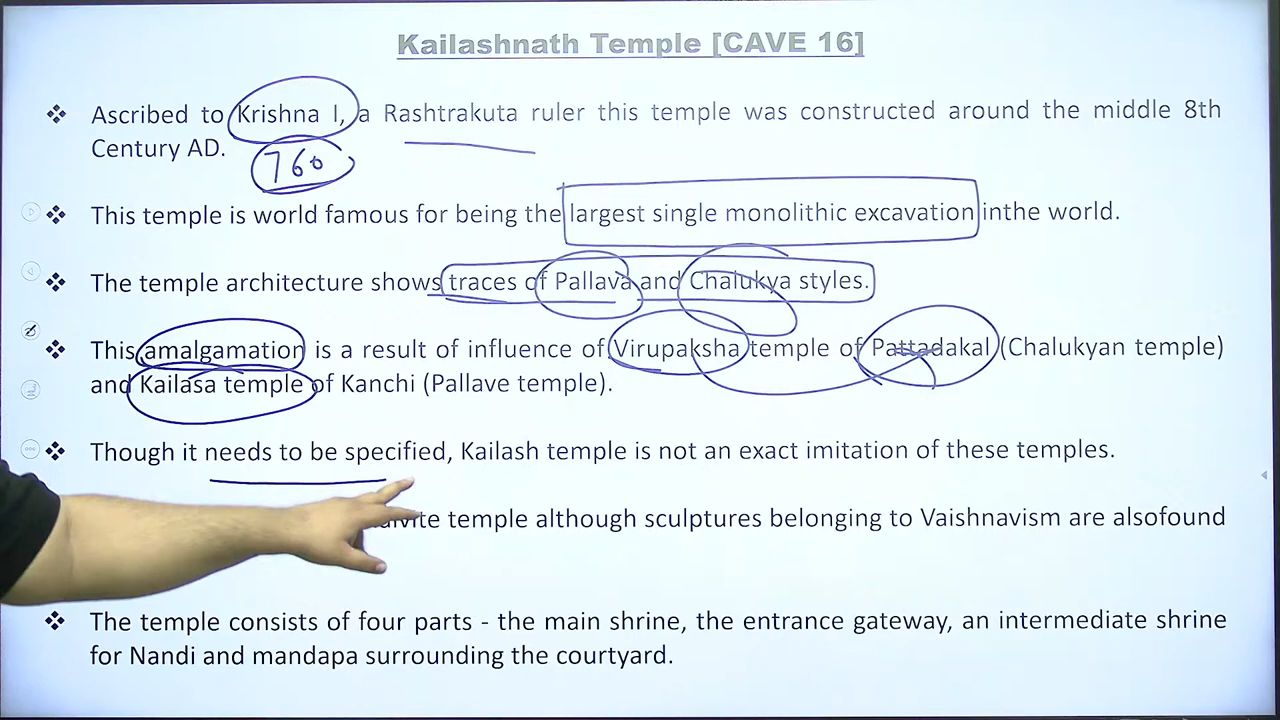 Kailashnath Temple [CAVE 16]
❖ Ascribed to Krishna I, a Rashtrakuta ruler this temple was constructed around the middle 8th
Century AD.
760
❖ This temple is world famous for being the largest single monolithic excavation inthe world.
❖ The temple architecture shows traces of Pallava and Chalukya styles.
❖ This amalgamation is a result of influence of Virupaksha temple of Pattadakal (Chalukyan temple)
and Kailasa temple of Kanchi (Pallave temple).
❖ Though it needs to be specified, Kailash temple is not an exact imitation of these temples.
temple although sculptures belonging to Vaishnavism are alsofound
❖ The temple consists of four parts - the main shrine, the entrance gateway, an intermediate shrine
for Nandi and mandapa surrounding the courtyard.